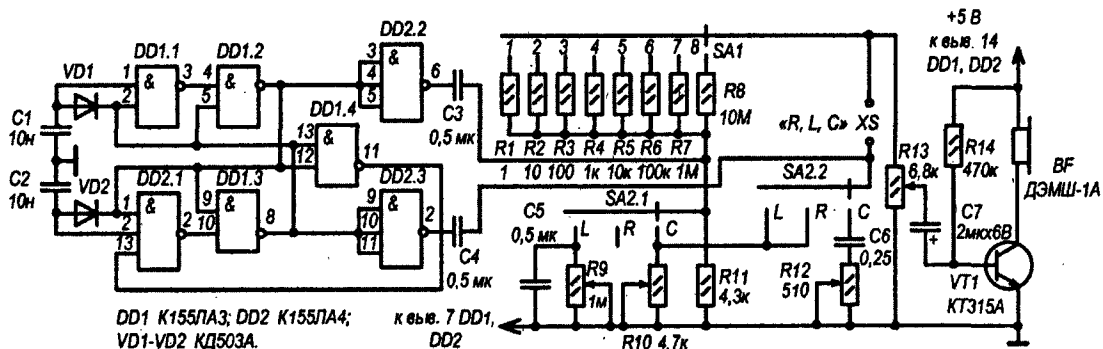 DD1.1 DD1.2 DD2.2
+5 В
к выв. 14
DD1, DD2
VD1
1 & 3 4 &
2 5
3 & 6
4
5
C1
10н
DD1.4
13 & 11
12
C3
0,5 мк
1 2 3 4 5 6 7 8 SA1
R8
10М
R1 R2 R3 R4 R5 R6 R7
1 10 100 1к 10к 100к 1М
«R, L, C» XS
R13
6,8к
R14
470к
BF
ДЭМШ-1А
C2
10н
VD2
DD2.1 DD1.3 DD2.3
1 & 2 9 & 8
2 10
13
9 & 2
10
11
C4
0,5 мк
C5
0,5 мк
SA2.1
L R C
SA2.2
L R C
C6
0,25
C7
2мкх6В
+
R9
1м
R11
4,3к
R12
510
VT1
КТ315А
R10 4,7к
DD1 К155ЛА3; DD2 К155ЛА4;
VD1-VD2 КД503А.
к выв. 7 DD1,
DD2